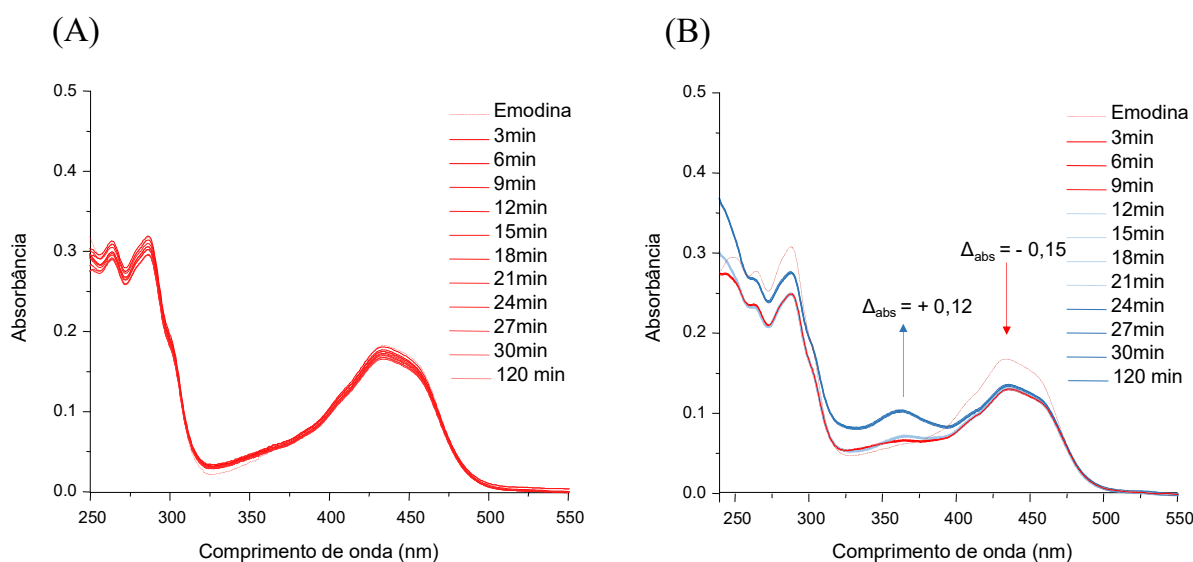 (A)
0.5
0.4
0.3
0.2
0.1
0.0
Absorbância
250 300 350 400 450 500 550
Comprimento de onda (nm)
Emodina
3min
6min
9min
12min
15min
18min
21min
24min
27min
30min
120 min
(B)
0.5
0.4
0.3
0.2
0.1
0.0
Absorbância
250 300 350 400 450 500 550
Comprimento de onda (nm)
Δabs = + 0,12
Δabs = - 0,15
Emodina
3min
6min
9min
12min
15min
18min
21min
24min
27min
30min
120 min